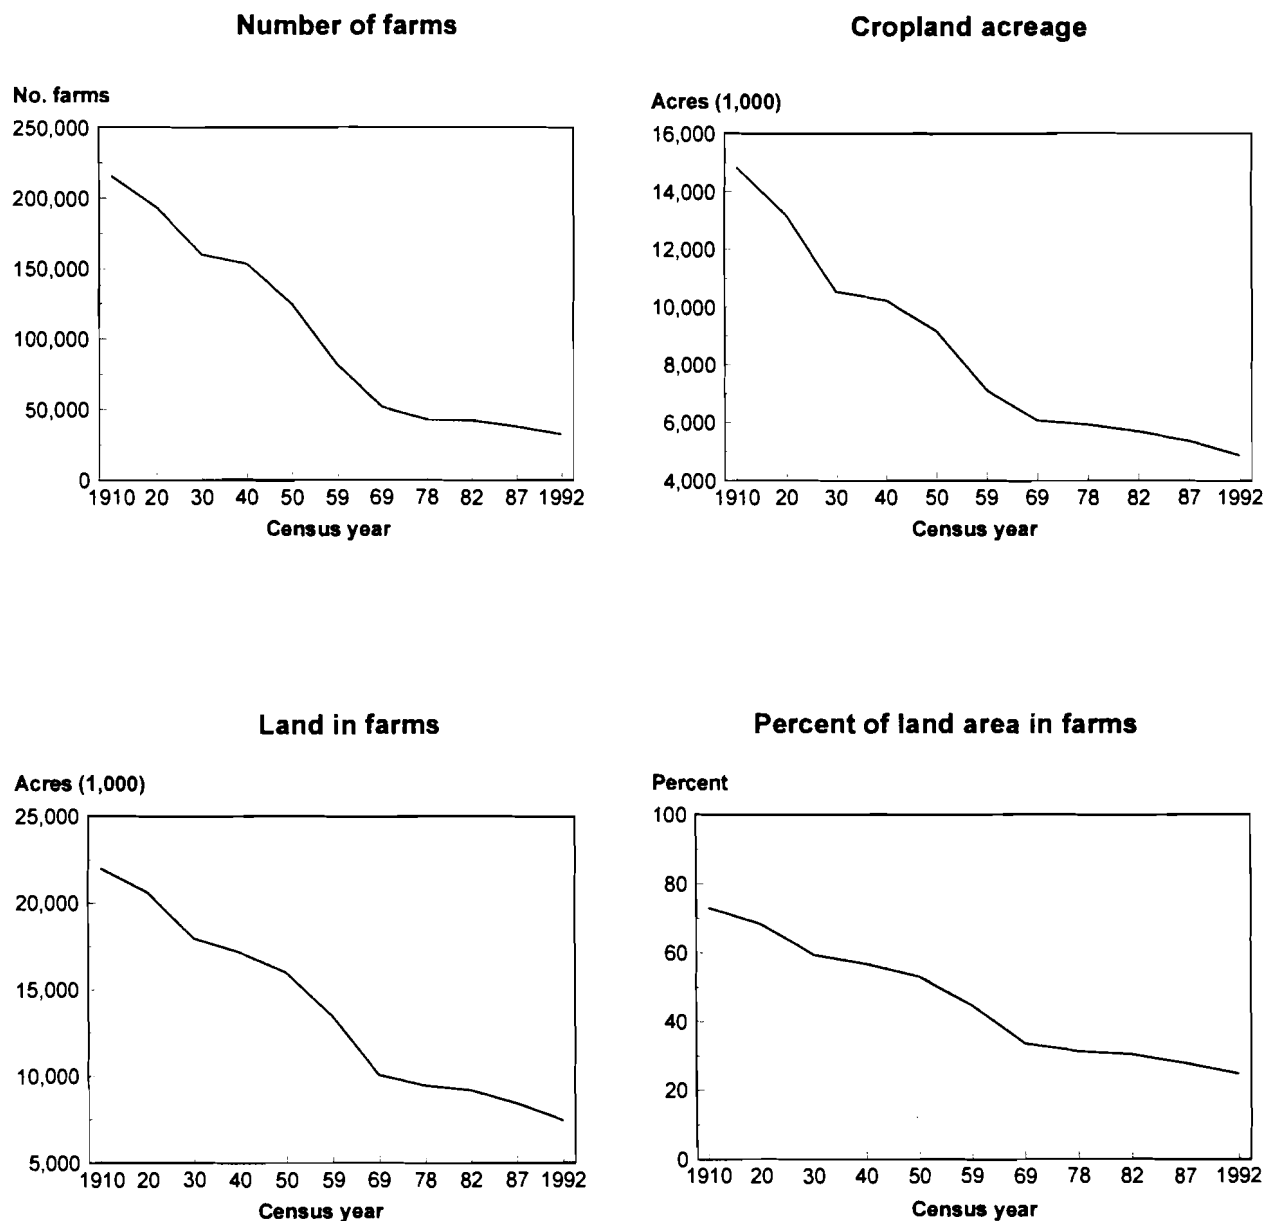 Number of farms
No. farms
250,000
200,000
150,000
100,000
50,000
0
1910 20 30 40 50 59 69 78 82 87 1992
Census year
Cropland acreage
Acres (1,000)
16,000
14,000
12,000
10,000
8,000
6,000
4,000
1910 20 30 40 50 59 69 78 82 87 1992
Census year
Land in farms
Acres (1,000)
25,000
20,000
15,000
10,000
5,000
1910 20 30 40 50 59 69 78 82 87 1992
Census year
Percent of land area in farms
Percent
100
80
60
40
20
0
1910 20 30 40 50 59 69 78 82 87 1992
Census year